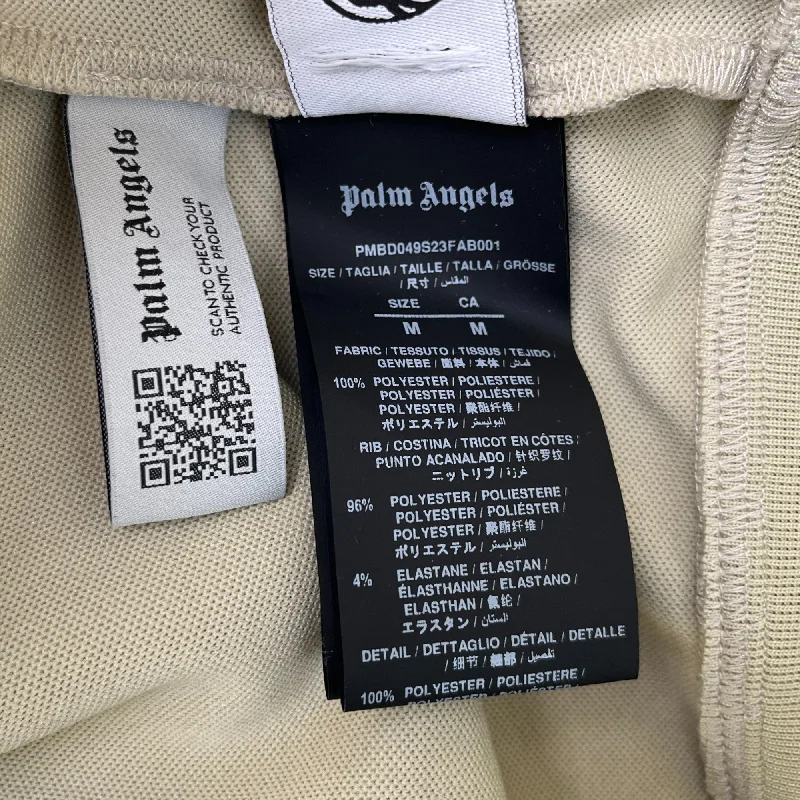 Palm Angels
SCAN TO CHECK YOUR
AUTHENTIC PRODUCT
Palm Angels
PMBD049S23FAB001
SIZE / TAGLIA / TAILLE / TALLA / GRÖSSE
/ 尺寸 / المقاس
SIZE CA
M M
FABRIC / TESSUTO / TISSUS / TEJIDO /
GEWEBE / 面料 / 本体 / قماش
100% POLYESTER / POLIESTERE /
POLYESTER / POLIÉSTER /
POLYESTER / 聚酯纤维 /
ポリエステル / البوليستر
RIB / COSTINA / TRICOT EN CÔTES /
PUNTO ACANALADO / 针织罗纹 /
ニットリブ / غرزة
96% POLYESTER / POLIESTERE /
POLYESTER / POLIÉSTER /
POLYESTER / 聚酯纤维 /
ポリエステル / البوليستر
4% ELASTANE / ELASTAN /
ÉLASTHANNE / ELASTANO /
ELASTHAN / 氨纶 /
エラスタン /
DETAIL / DETTAGLIO / DÉTAIL / DETALLE
/ 细节 / 細部 / تفصيل
100% POLYESTER / POLIESTERE /
POLYESTER / POLIÉSTER /